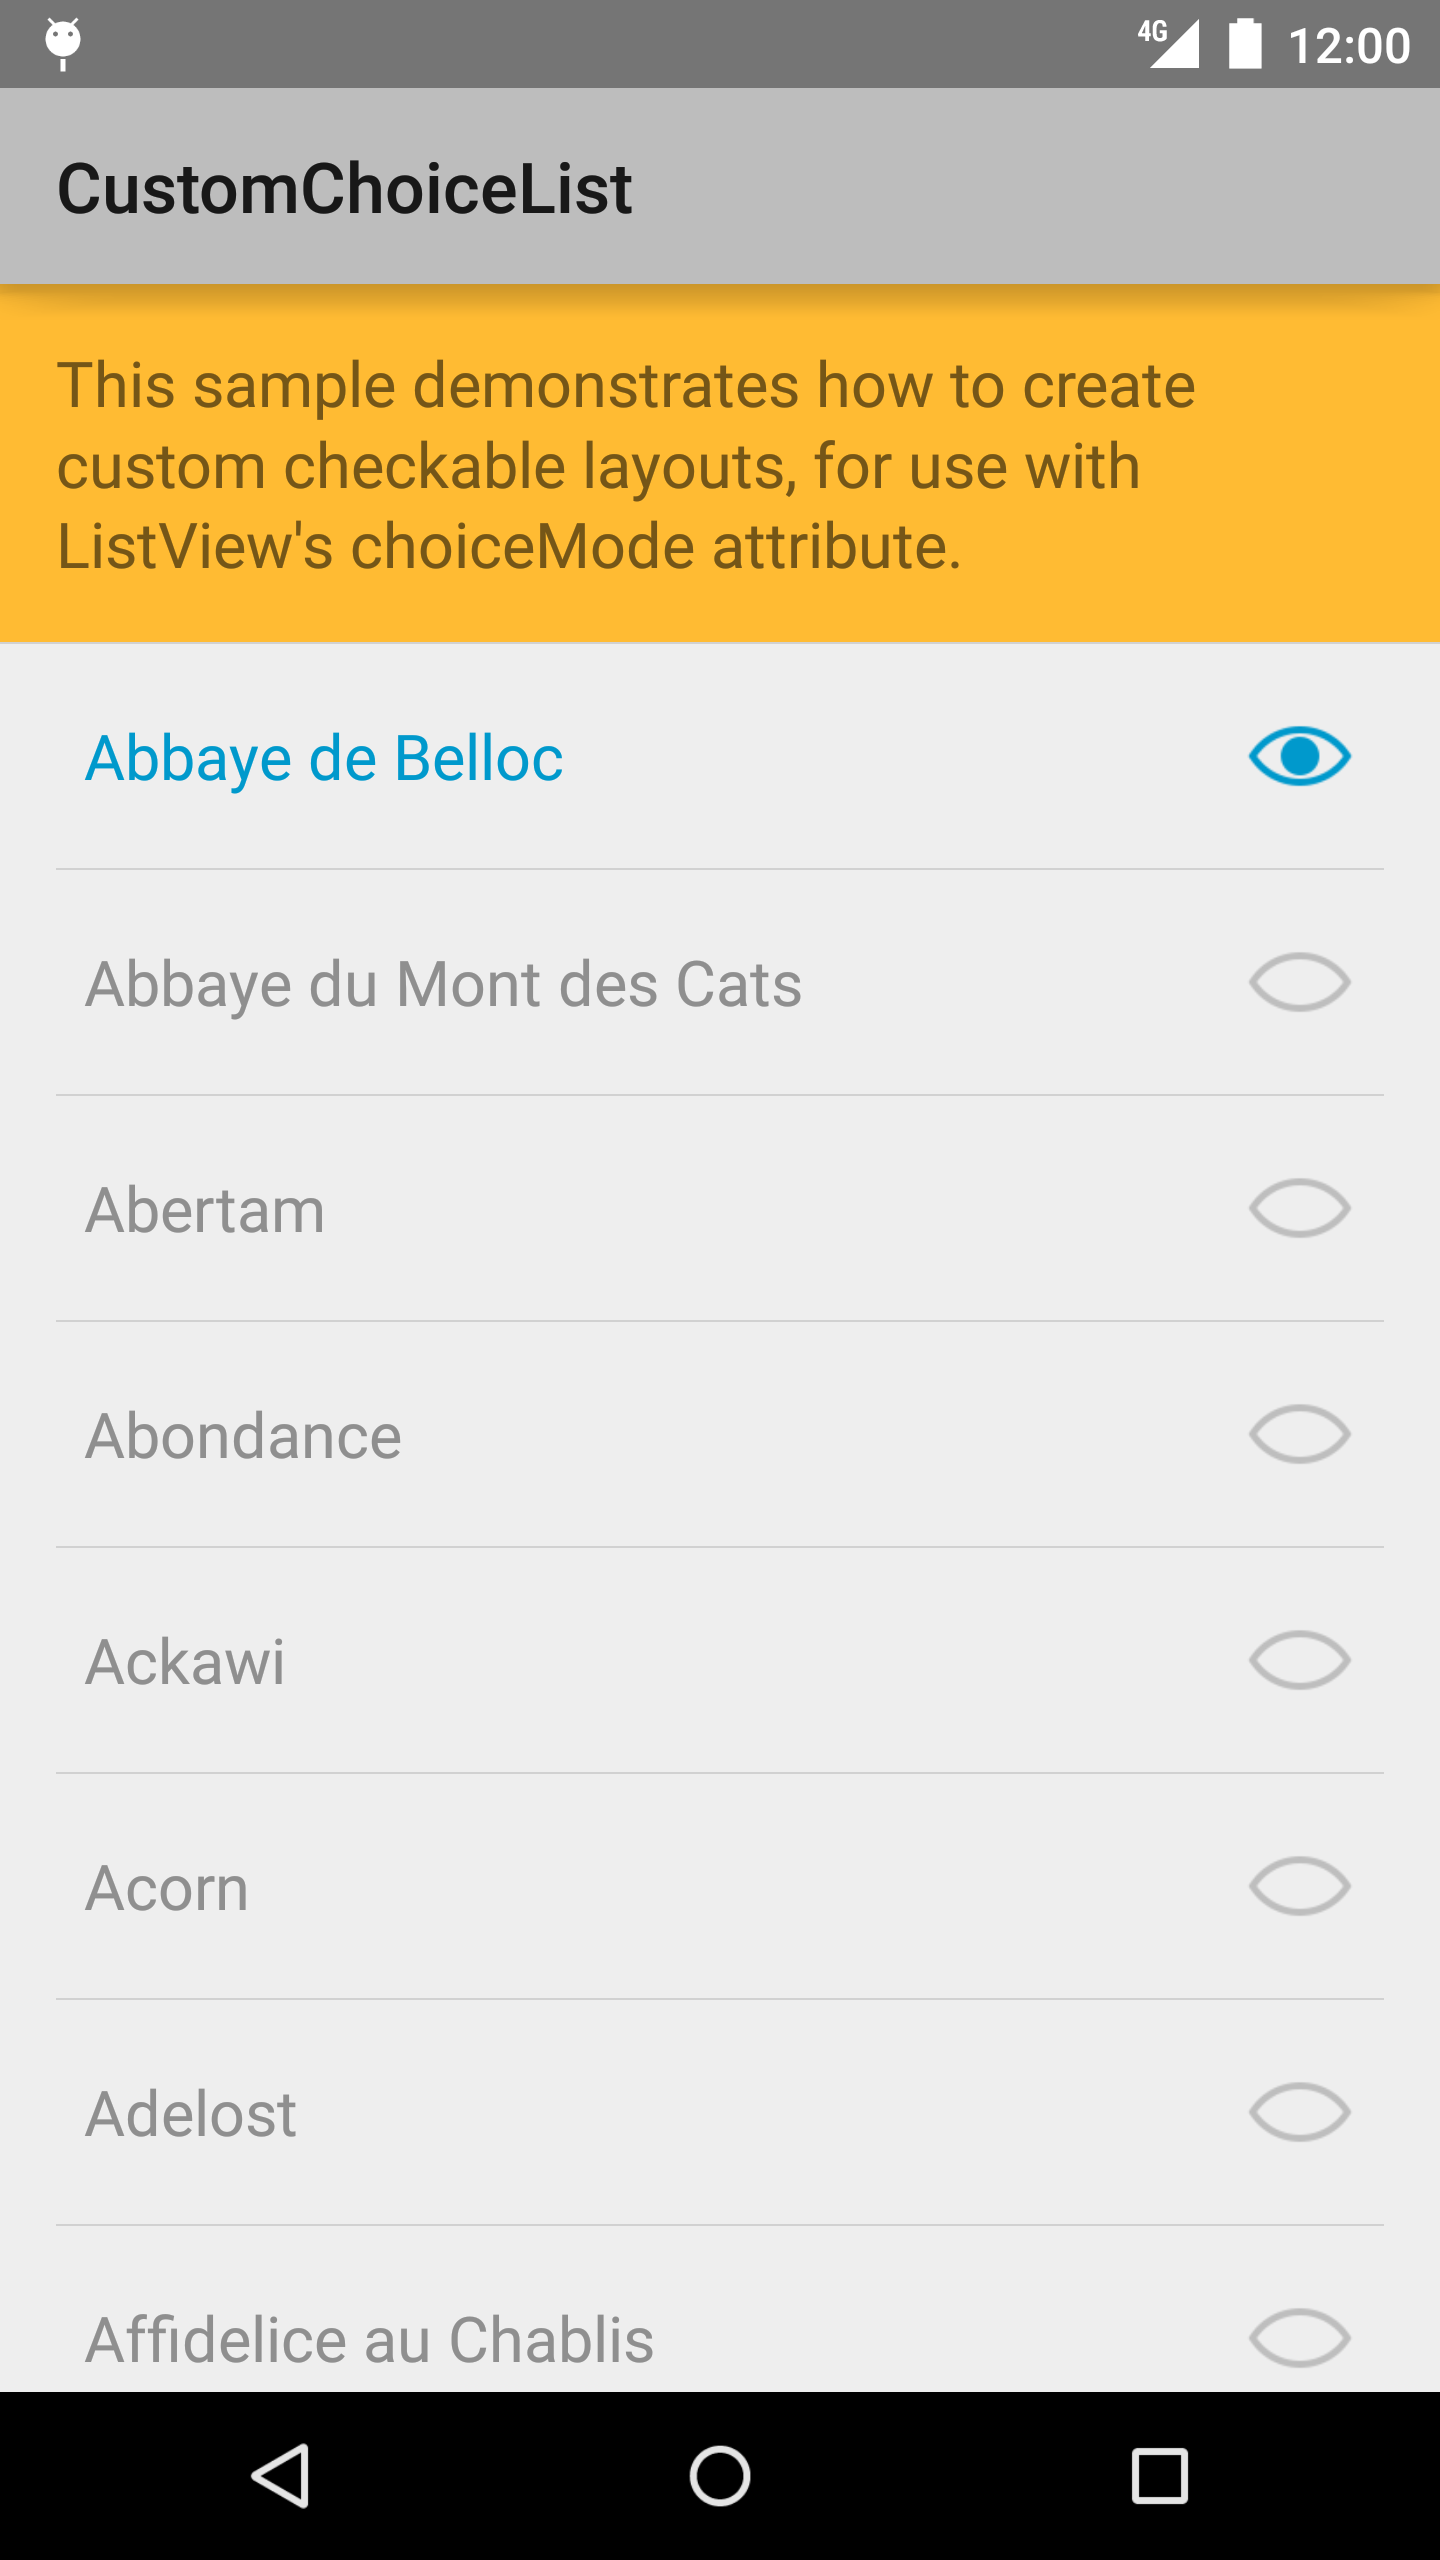 4G 12:00
CustomChoiceList
This sample demonstrates how to create
custom checkable layouts, for use with
ListView's choiceMode attribute.
Abbaye de Belloc
Abbaye du Mont des Cats
Abertam
Abondance
Ackawi
Acorn
Adelost
Affidelice au Chablis